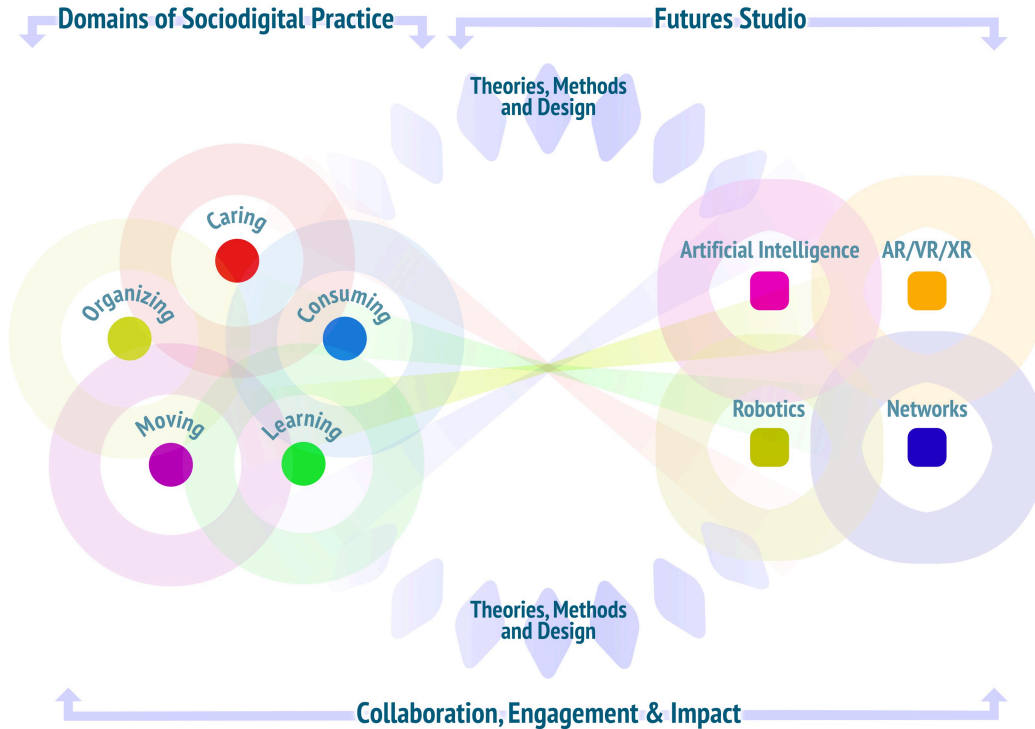 Domains of Sociodigital Practice
Futures Studio
Theories, Methods
and Design
Caring
Organizing
Consuming
Moving
Learning
Artificial Intelligence
AR/VR/XR
Robotics
Networks
Theories, Methods
and Design
Collaboration, Engagement & Impact